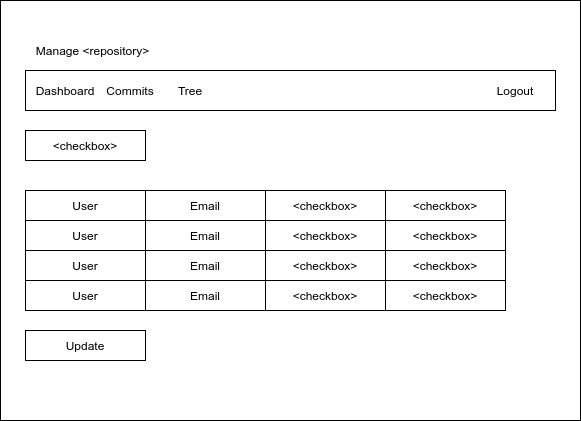 Manage <repository>
Dashboard Commits Tree Logout
<checkbox>
User Email <checkbox> <checkbox>
User Email <checkbox> <checkbox>
User Email <checkbox> <checkbox>
User Email <checkbox> <checkbox>
Update